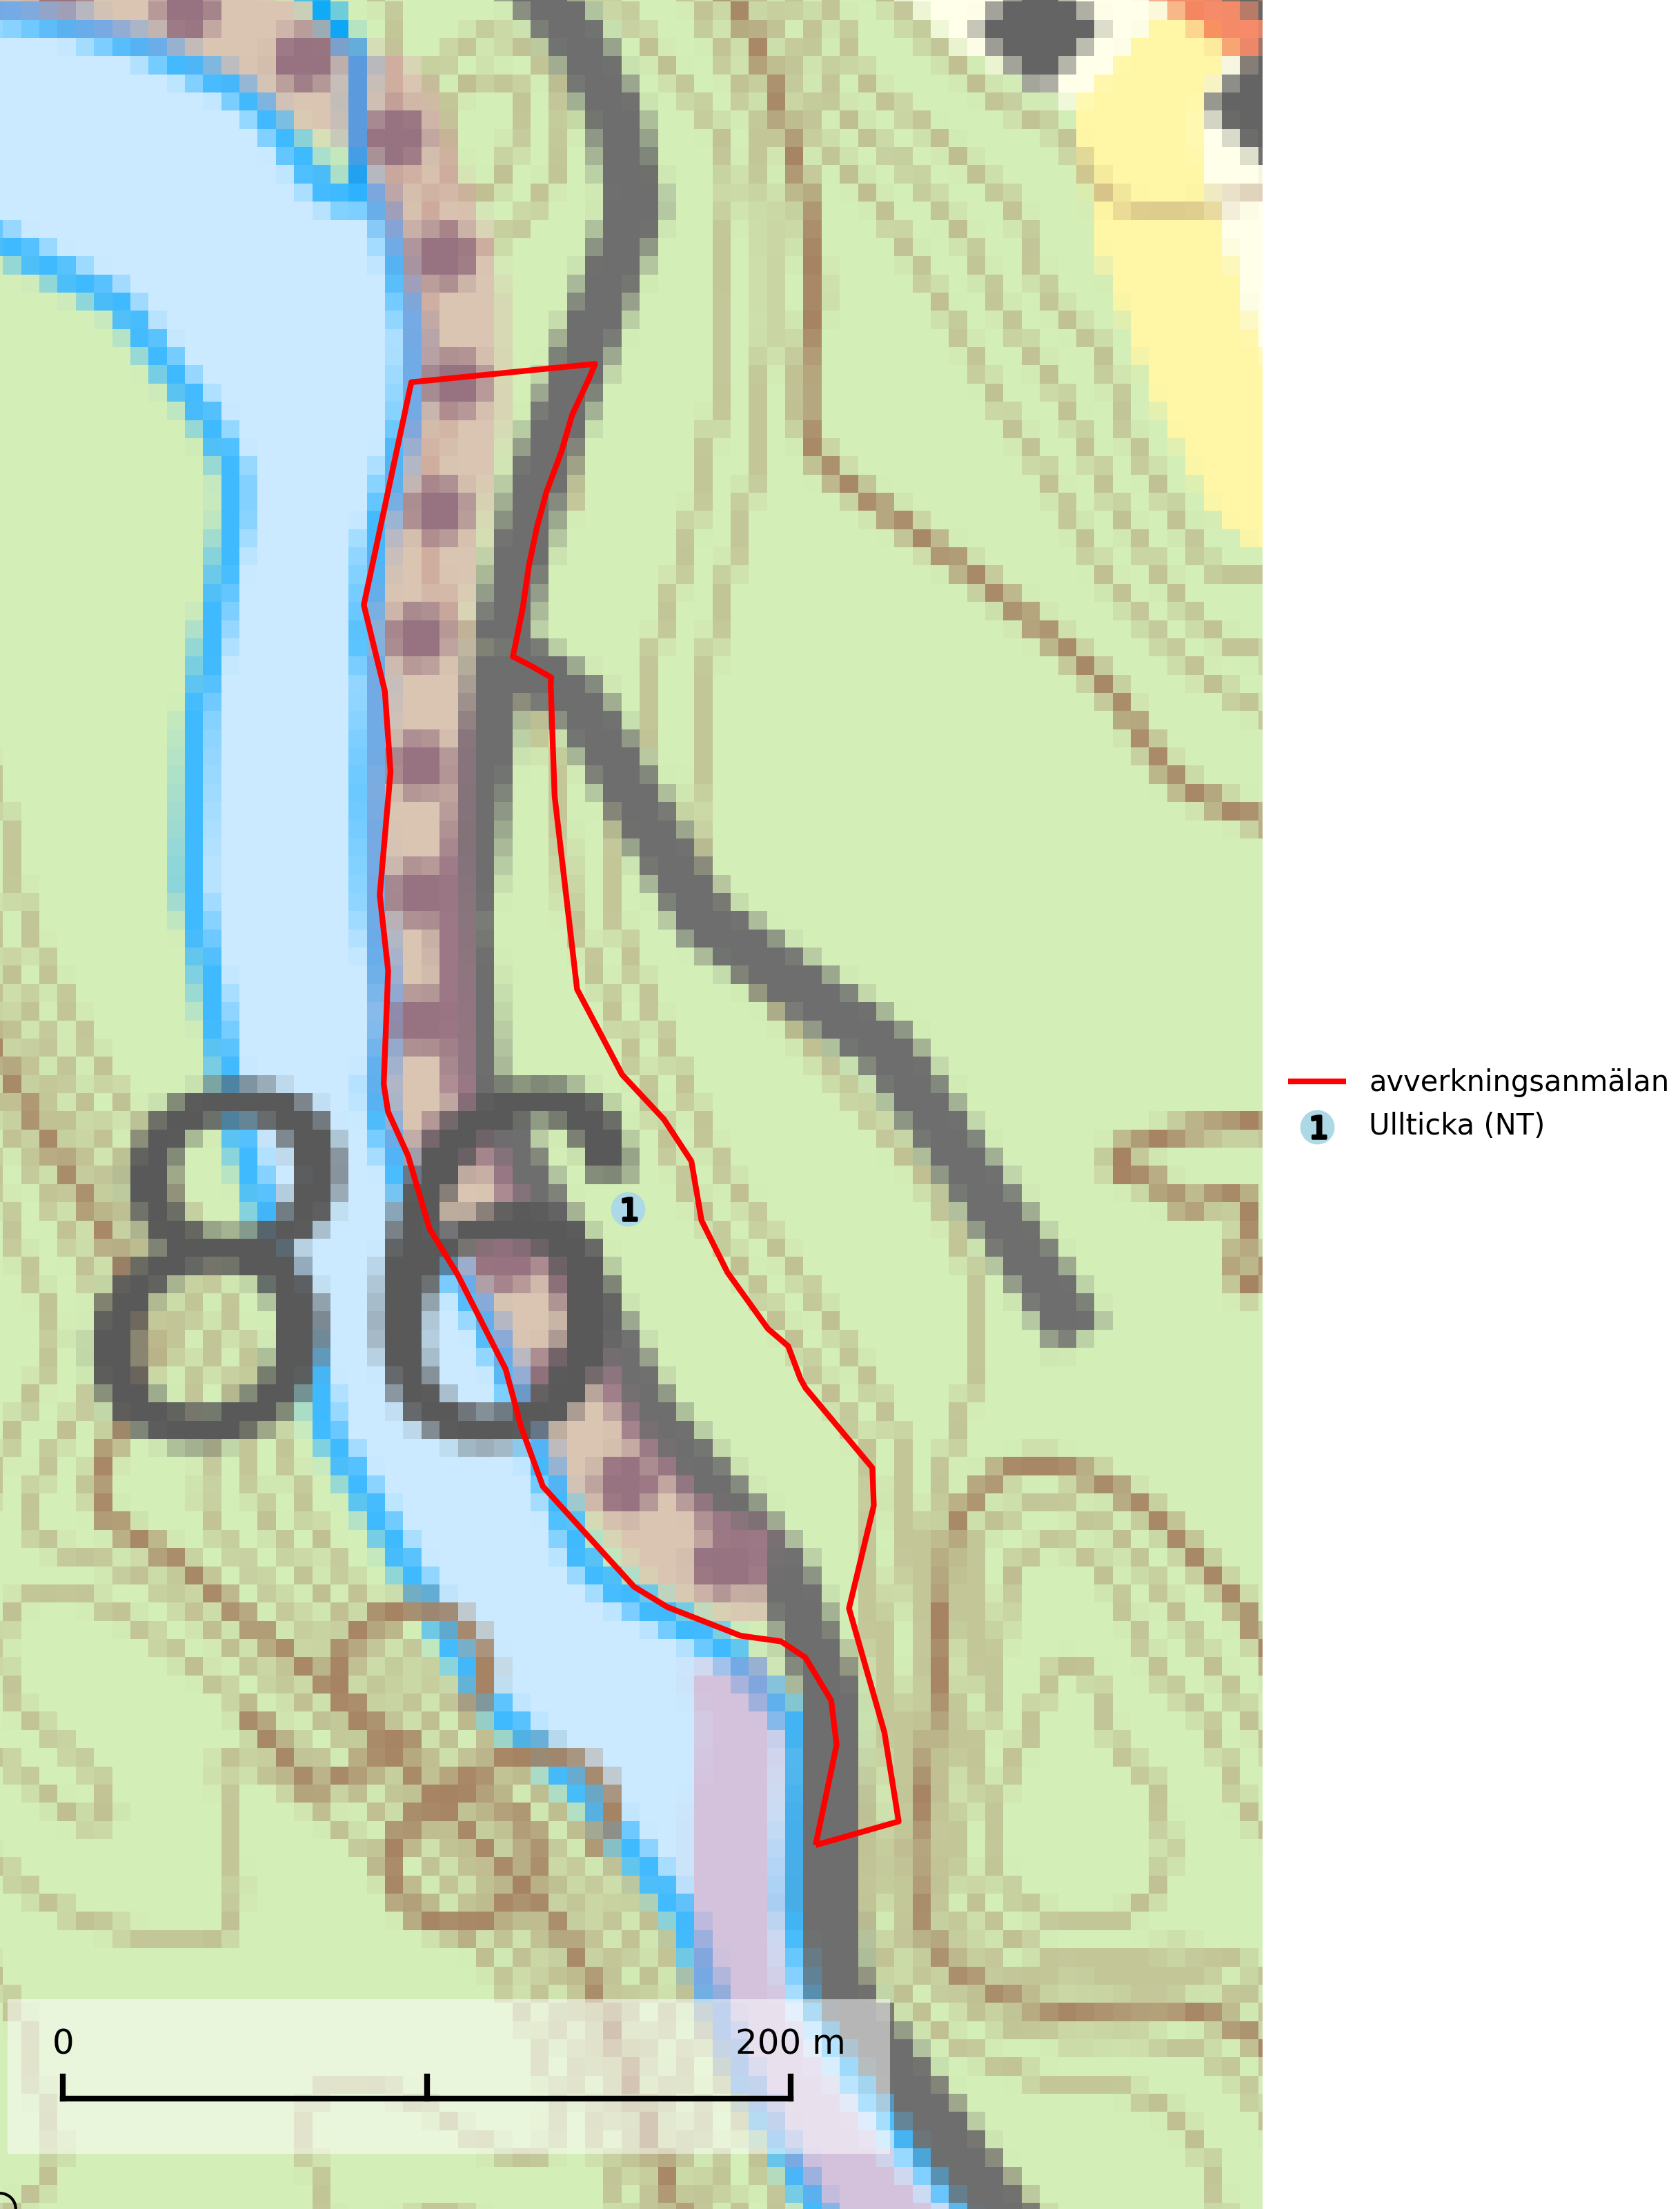 avverkningsanmälan
1 Ullticka (NT)
1
0 200 m